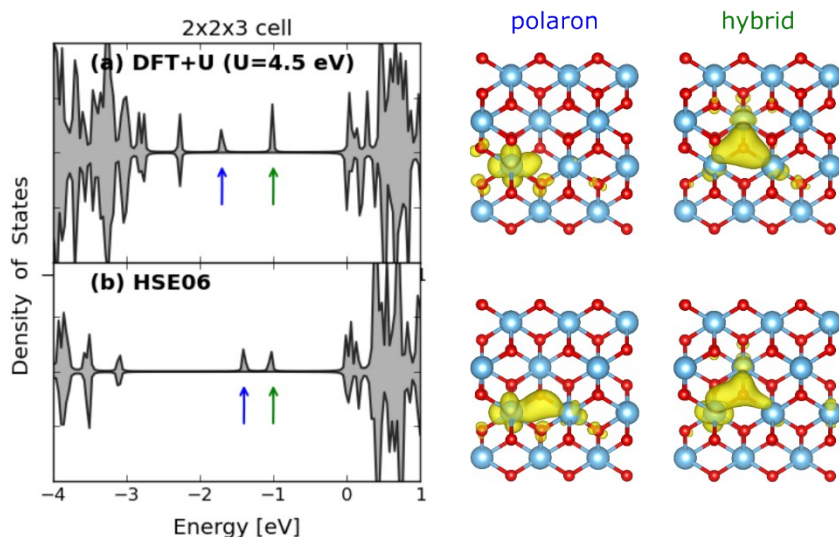 2x2x3 cell
polaron
hybrid
(a) DFT+U (U=4.5 eV)
Density of States
1
(b) HSE06
−4 −3 −2 −1 0 1
Energy [eV]